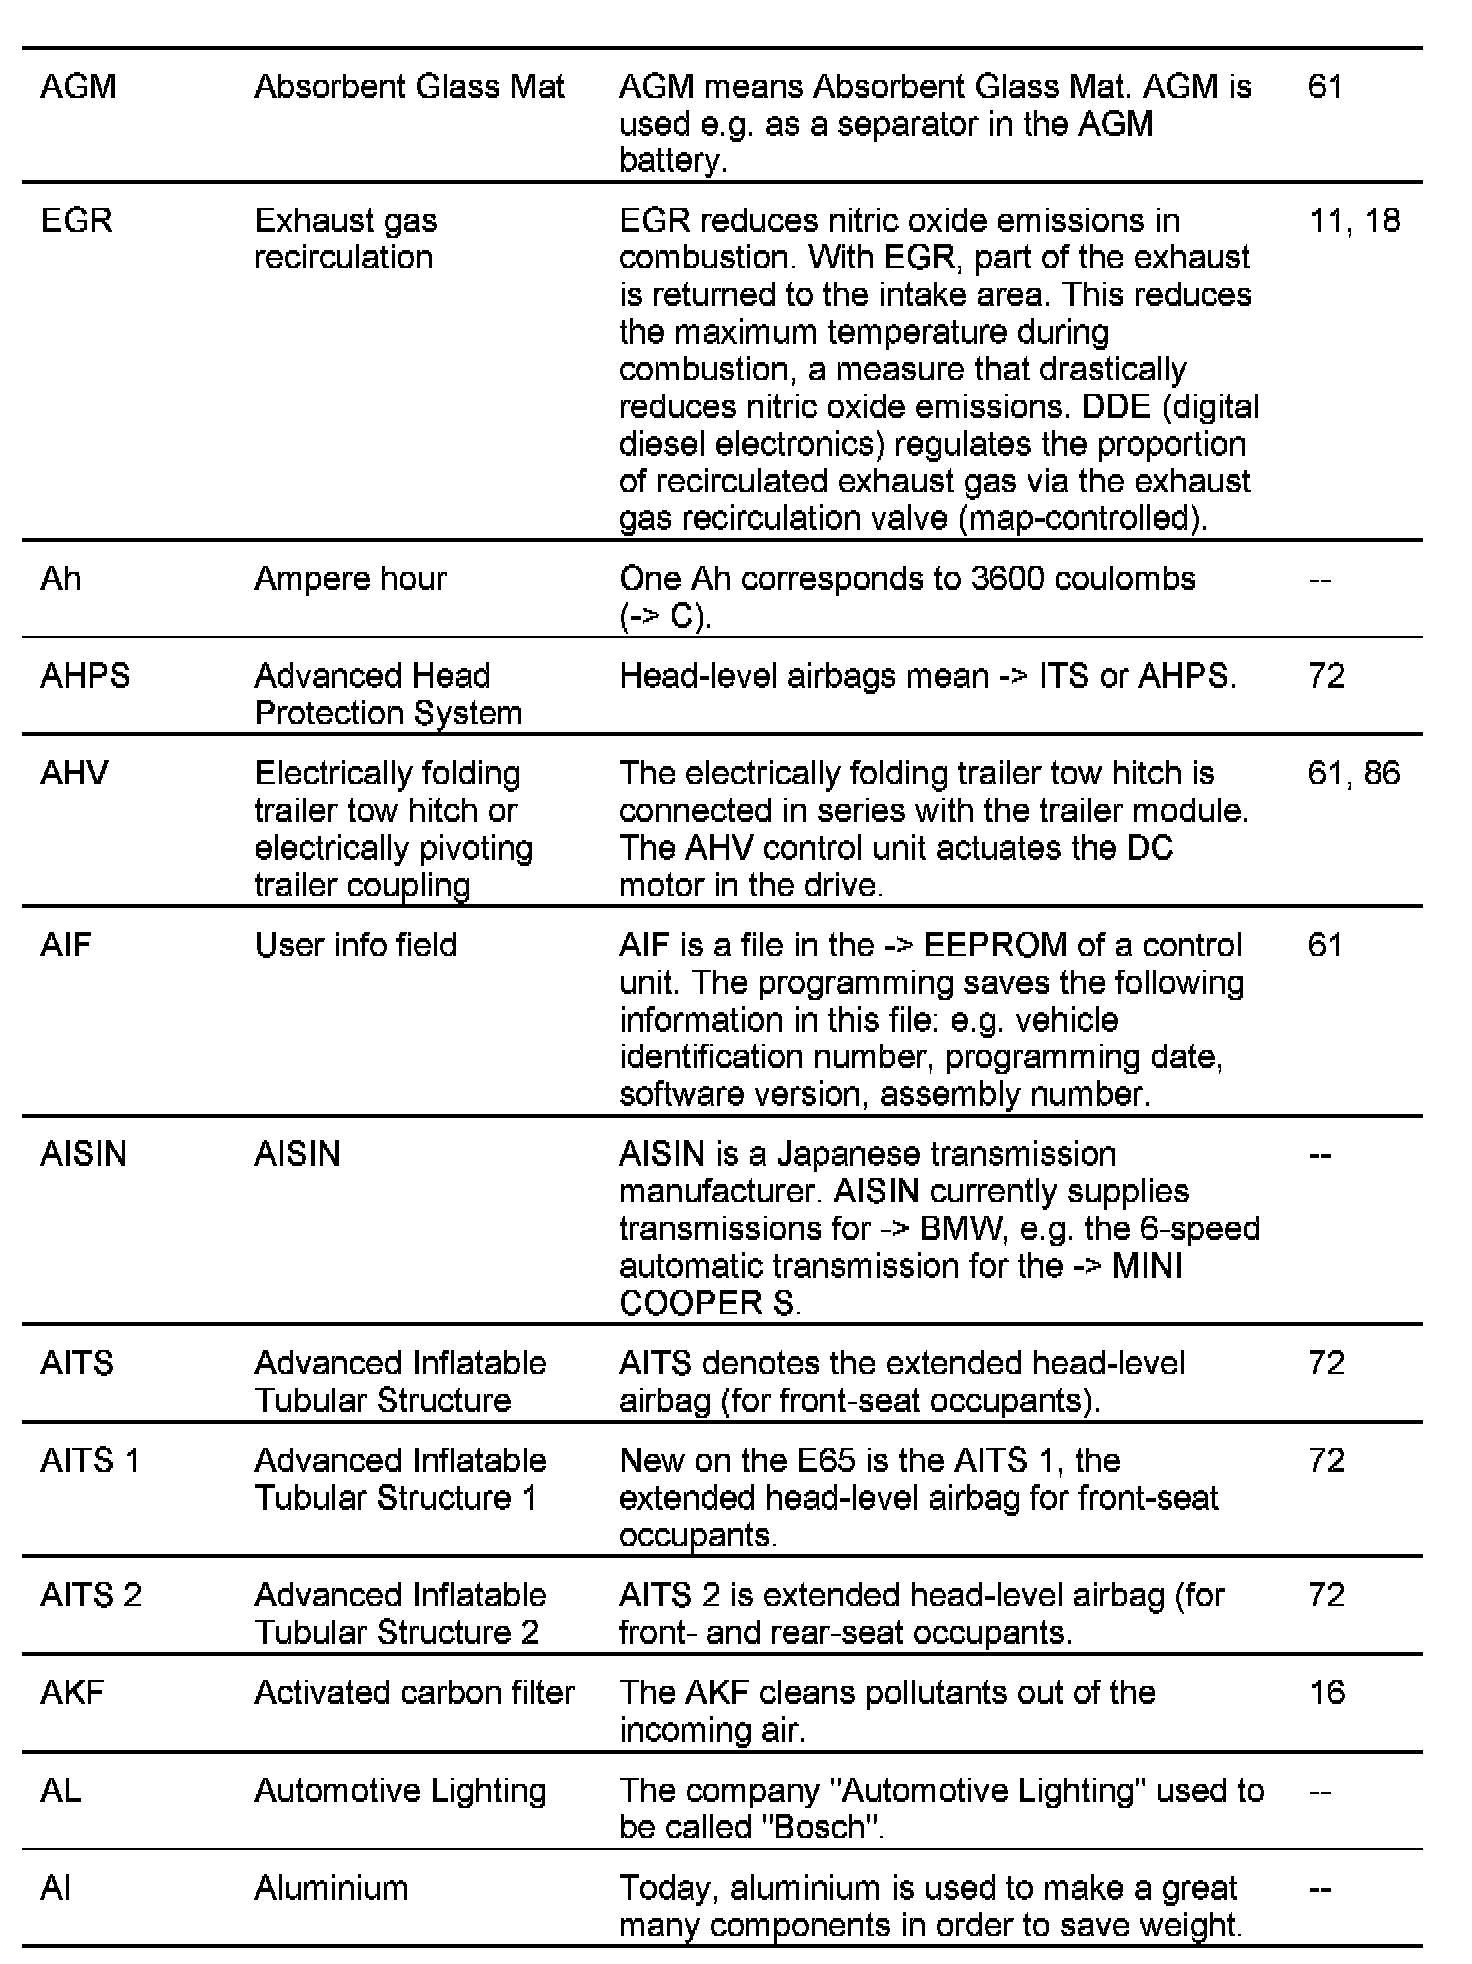 AGM Absorbent Glass Mat AGM means Absorbent Glass Mat. AGM is 61
used e.g. as a separator in the AGM
battery.
EGR Exhaust gas EGR reduces nitric oxide emissions in 11, 18
recirculation combustion. With EGR, part of the exhaust
is returned to the intake area. This reduces
the maximum temperature during
combustion, a measure that drastically
reduces nitric oxide emissions. DDE (digital
diesel electronics) regulates the proportion
of recirculated exhaust gas via the exhaust
gas recirculation valve (map-controlled).
Ah Ampere hour One Ah corresponds to 3600 coulombs --
(-> C).
AHPS Advanced Head Head-level airbags mean -> ITS or AHPS. 72
Protection System
AHV Electrically folding The electrically folding trailer tow hitch is 61, 86
trailer tow hitch or connected in series with the trailer module.
electrically pivoting The AHV control unit actuates the DC
trailer coupling motor in the drive.
AIF User info field AIF is a file in the -> EEPROM of a control 61
unit. The programming saves the following
information in this file: e.g. vehicle
identification number, programming date,
software version, assembly number.
AISIN AISIN AISIN is a Japanese transmission --
manufacturer. AISIN currently supplies
transmissions for -> BMW, e.g. the 6-speed
automatic transmission for the -> MINI
COOPER S.
AITS Advanced Inflatable AITS denotes the extended head-level 72
Tubular Structure airbag (for front-seat occupants).
AITS 1 Advanced Inflatable New on the E65 is the AITS 1, the 72
Tubular Structure 1 extended head-level airbag for front-seat
occupants.
AITS 2 Advanced Inflatable AITS 2 is extended head-level airbag (for 72
Tubular Structure 2 front- and rear-seat occupants.
AKF Activated carbon filter The AKF cleans pollutants out of the 16
incoming air.
AL Automotive Lighting The company "Automotive Lighting" used to --
be called "Bosch".
Al Aluminium Today, aluminium is used to make a great --
many components in order to save weight.